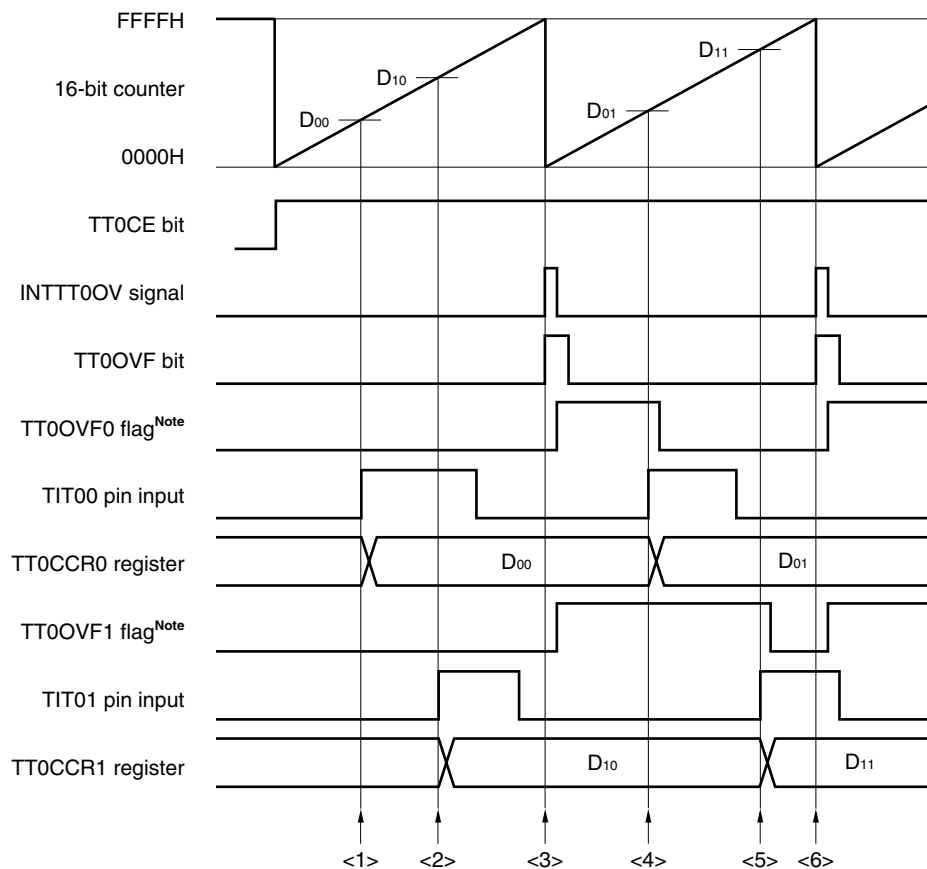 FFFFH
16-bit counter
0000H
D00
D10
D01
D11
TT0CE bit
INTTT0OV signal
TT0OVF bit
TT0OVF0 flagNote
TIT00 pin input
TT0CCR0 register
D00
D01
TT0OVF1 flagNote
TIT01 pin input
TT0CCR1 register
D10
D11
<1> <2> <3> <4> <5> <6>